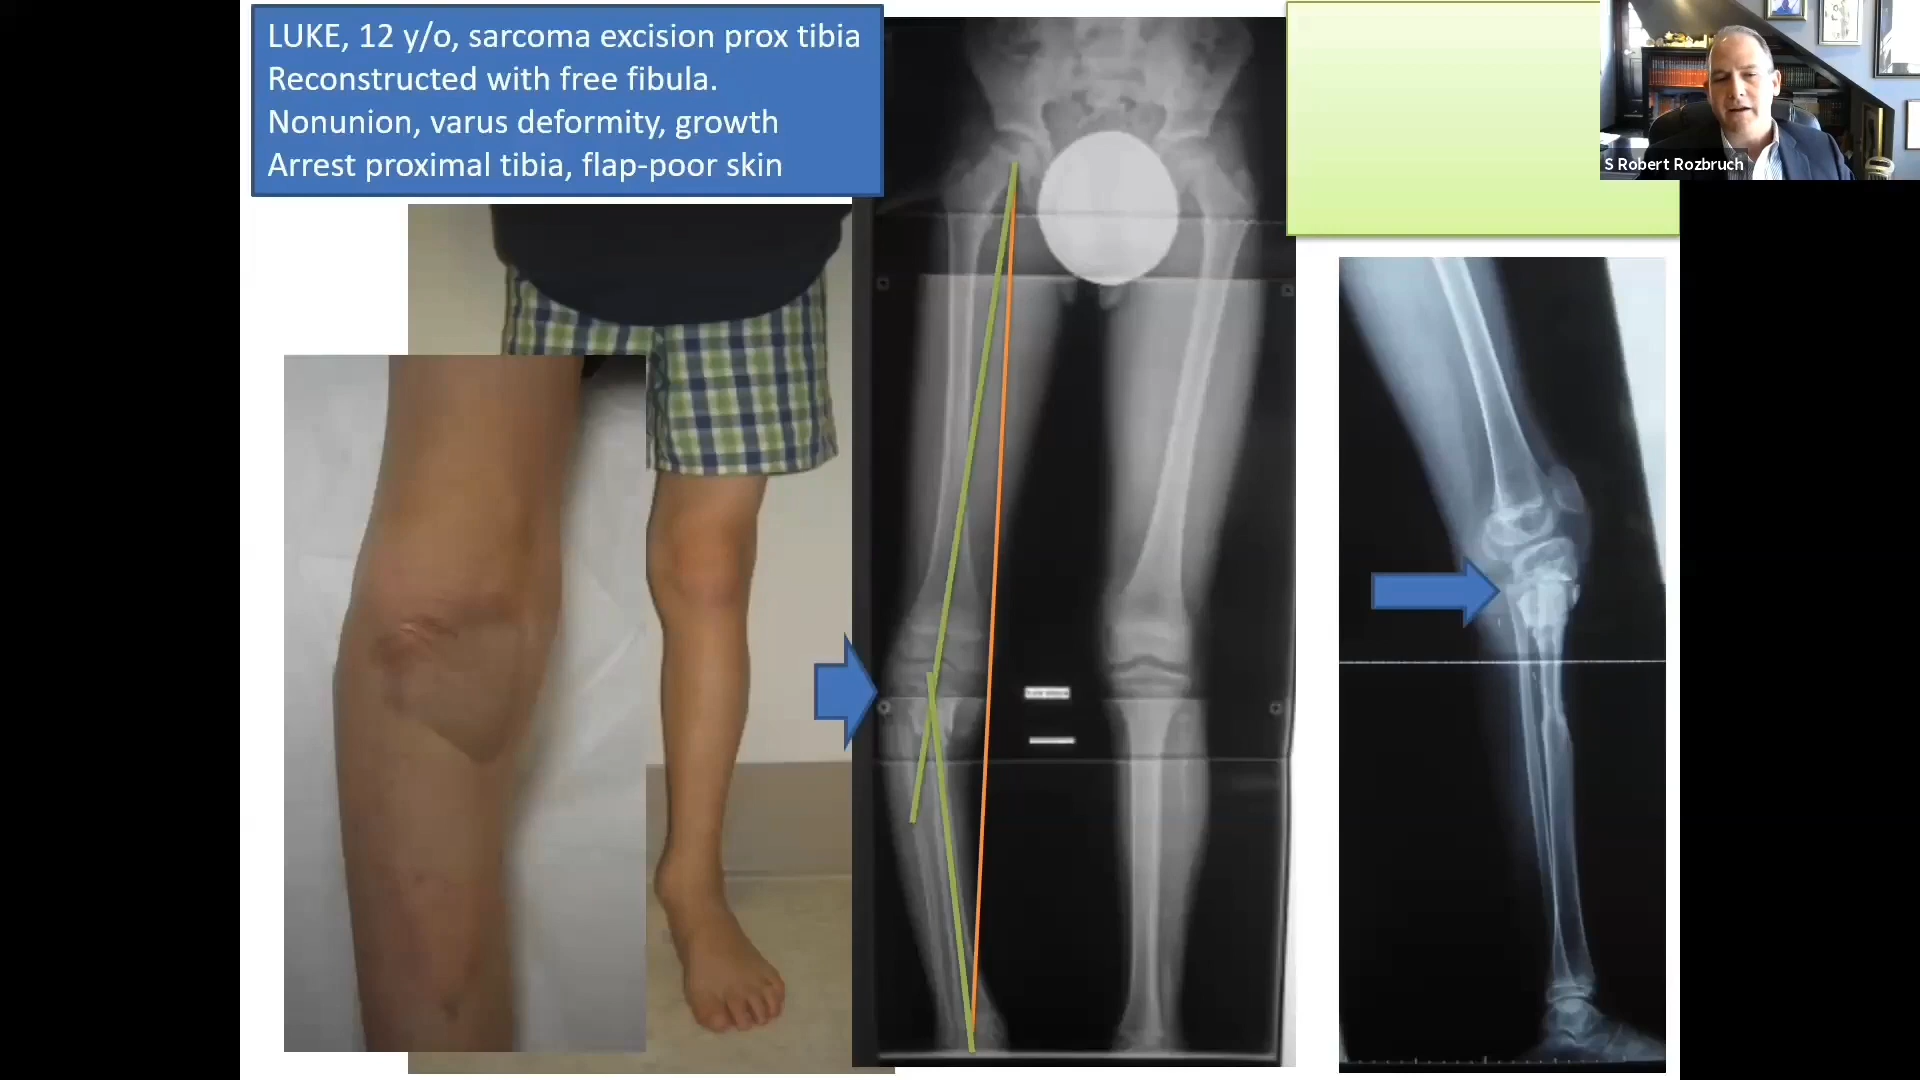 LUKE, 12 y/o, sarcoma excision prox tibia
Reconstructed with free fibula.
Nonunion, varus deformity, growth
Arrest proximal tibia, flap-poor skin
S Robert Rozbruch